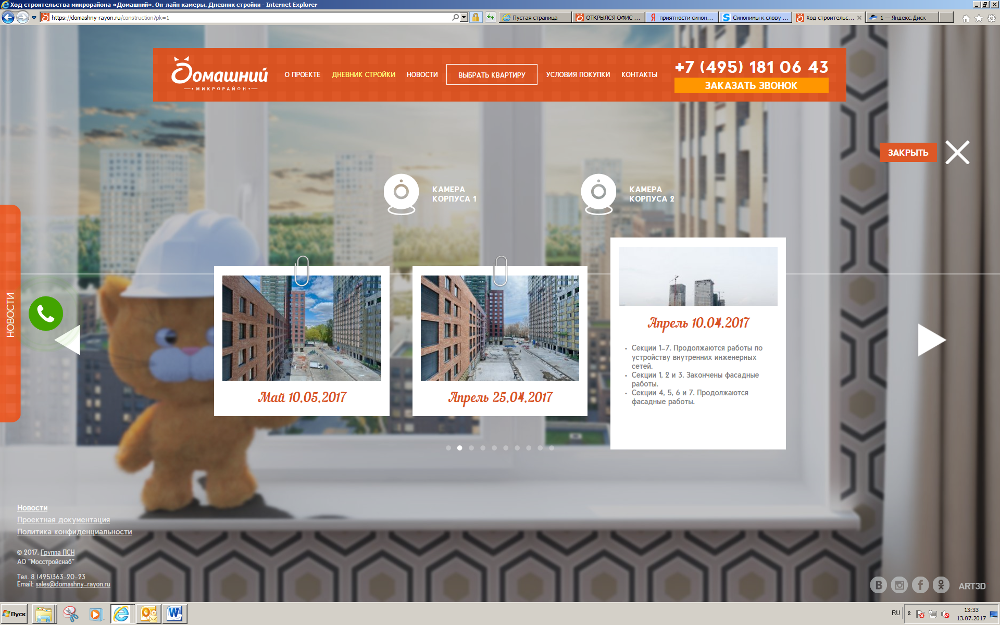 Ход строительства микрорайона «Домашний». Он-лайн камеры. Дневник стройки - Internet Explorer
https://domashny-rayon.ru/construction?pk=1
Пустая страница
ОТКРЫЛСЯ ОФИС ...
приятности синон...
Синонимы к слову ...
Ход строительс...
1 — Яндекс.Диск
Домашний
МИКРОРАЙОН
О ПРОЕКТЕ
ДНЕВНИК СТРОЙКИ
НОВОСТИ
ВЫБРАТЬ КВАРТИРУ
УСЛОВИЯ ПОКУПКИ
КОНТАКТЫ
+7 (495) 181 06 43
ЗАКАЗАТЬ ЗВОНОК
ЗАКРЫТЬ
КАМЕРА
КОРПУСА 1
КАМЕРА
КОРПУСА 2
НОВОСТИ
Май 10.05.2017
Апрель 25.04.2017
Апрель 10.04.2017
• Секции 1-7. Продолжаются работы по
устройству внутренних инженерных
сетей.
• Секции 1, 2 и 3. Закончены фасадные
работы.
• Секции 4, 5, 6 и 7. Продолжаются
фасадные работы.
Новости
Проектная документация
Политика конфиденциальности
© 2017, Группа ПСН
АО "Мосстройснаб"
Тел. 8 (495)363-20-23
Email: sales@domashny-rayon.ru
ART3D
Пуск
RU
13:33
13.07.2017